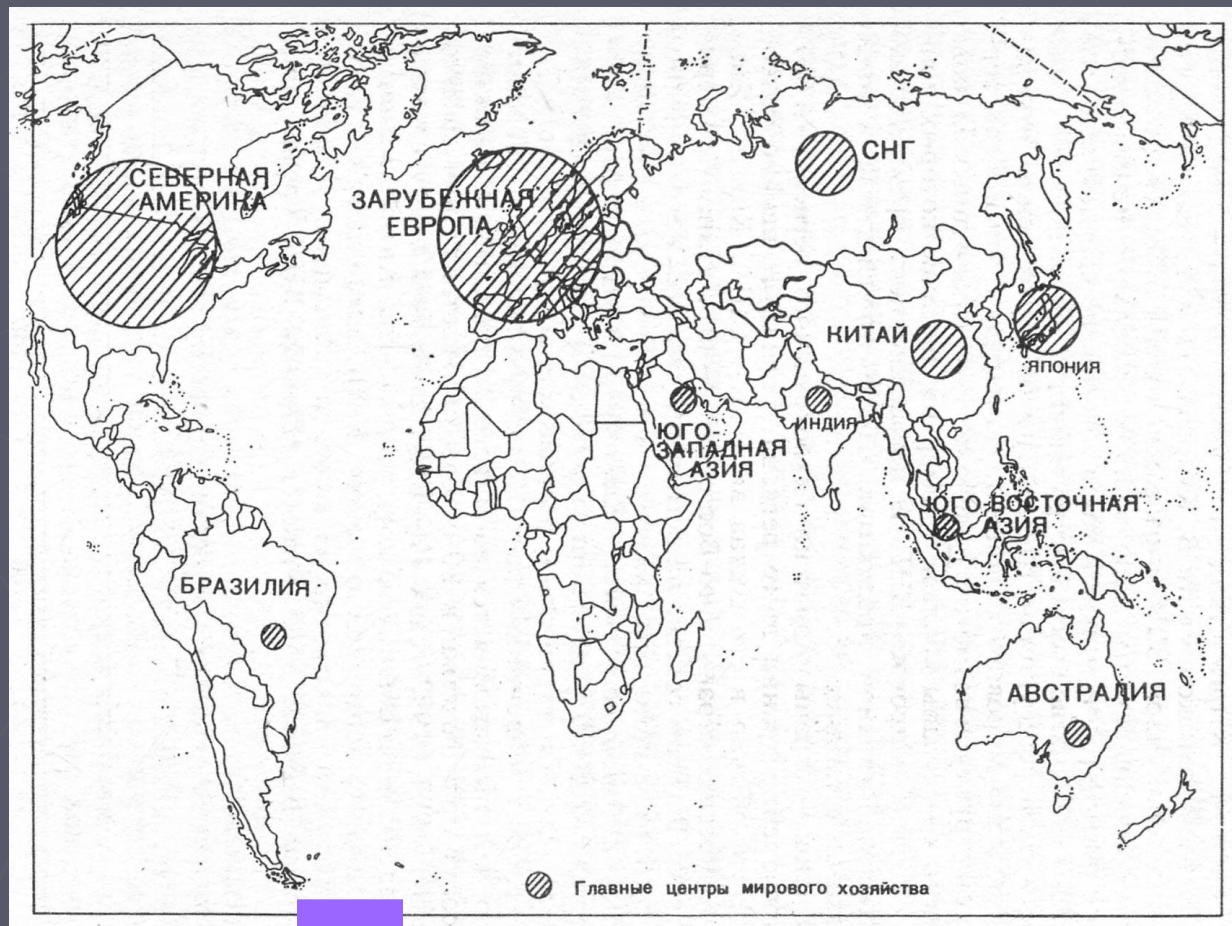 СЕВЕРНАЯ
АМЕРИКА
ЗАРУБЕЖНАЯ
ЕВРОПА
СНГ
КИТАЙ
ЯПОНИЯ
ИНДИЯ
ЮГО-
ЗАПАДНАЯ
АЗИЯ
ЮГО-ВОСТОЧНАЯ
АЗИЯ
БРАЗИЛИЯ
АВСТРАЛИЯ
Главные центры мирового хозяйства